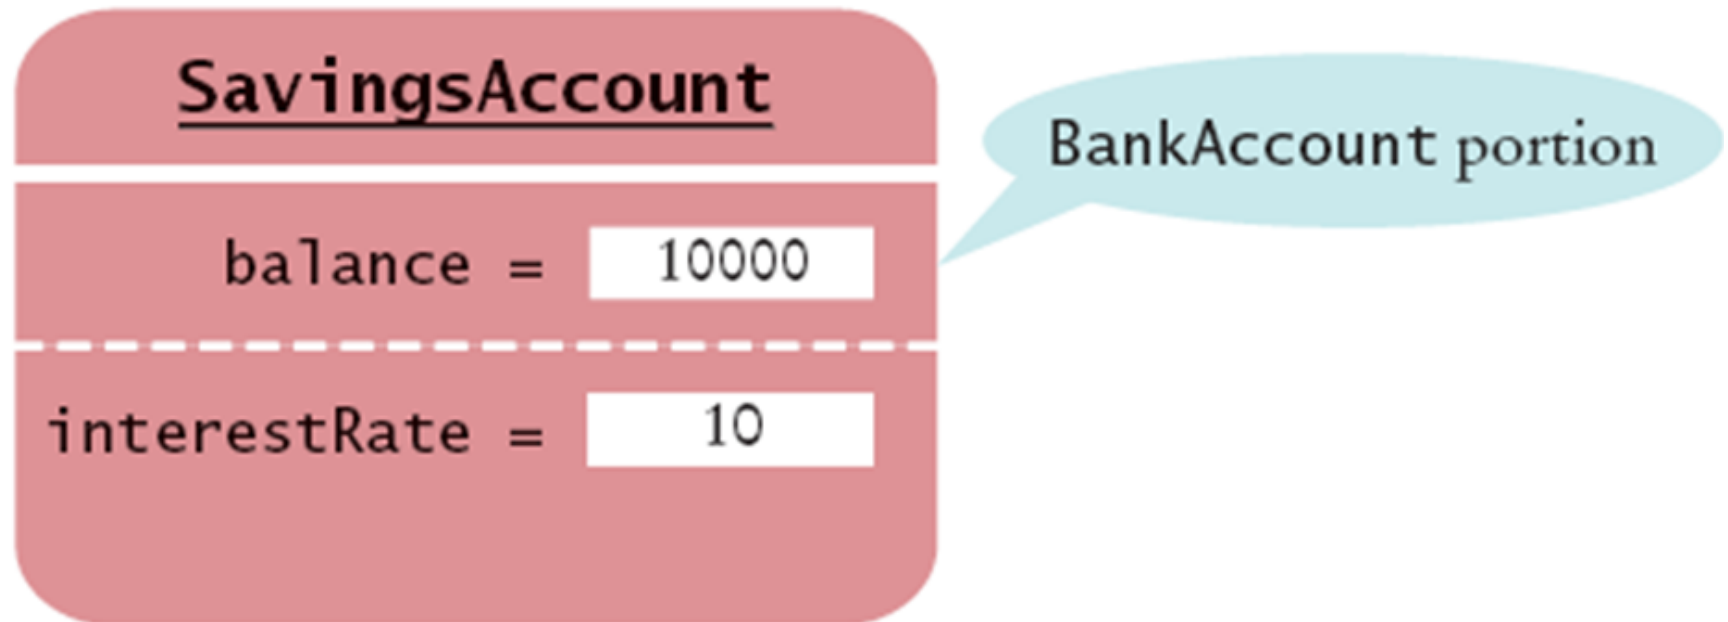 SavingsAccount
BankAccount portion
balance = 10000
interestRate = 10